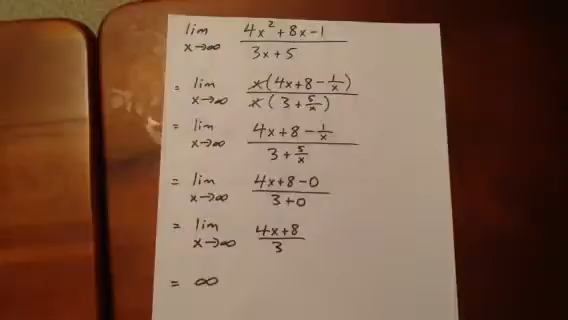 lim x→∞ (4x² + 8x - 1)/(3x + 5)
= lim x→∞ x(4x + 8 - 1/x)/x(3 + 5/x)
= lim x→∞ (4x + 8 - 1/x)/(3 + 5/x)
= lim x→∞ (4x + 8 - 0)/(3 + 0)
= lim x→∞ (4x + 8)/3
= ∞